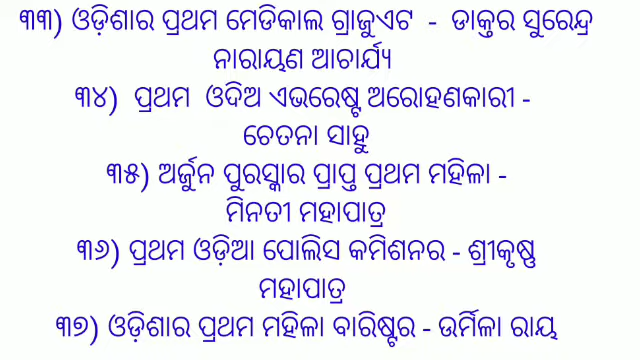 ୩୩) ଓଡ଼ିଶାର ପ୍ରଥମ ମେଡିକାଲ ଗ୍ରାଜୁଏଟ - ଡାକ୍ତର ସୁରେନ୍ଦ୍ର
ନାରାୟଣ ଆଚାର୍ଯ୍ୟ
୩୪) ପ୍ରଥମ ଓଦିଅ ଏଭରେଷ୍ଟ ଅରୋହଣକାରୀ -
ଚେତନା ସାହୁ
୩୫) ଅର୍ଜୁନ ପୁରସ୍କାର ପ୍ରାପ୍ତ ପ୍ରଥମ ମହିଳା -
ମିନତୀ ମହାପାତ୍ର
୩୬) ପ୍ରଥମ ଓଡ଼ିଆ ପୋଲିସ କମିଶନର - ଶ୍ରୀକୃଷ୍ଣ
ମହାପାତ୍ର
୩୭) ଓଡ଼ିଶାର ପ୍ରଥମ ମହିଳା ବାରିଷ୍ଟର - ଉର୍ମିଳା ରାୟ